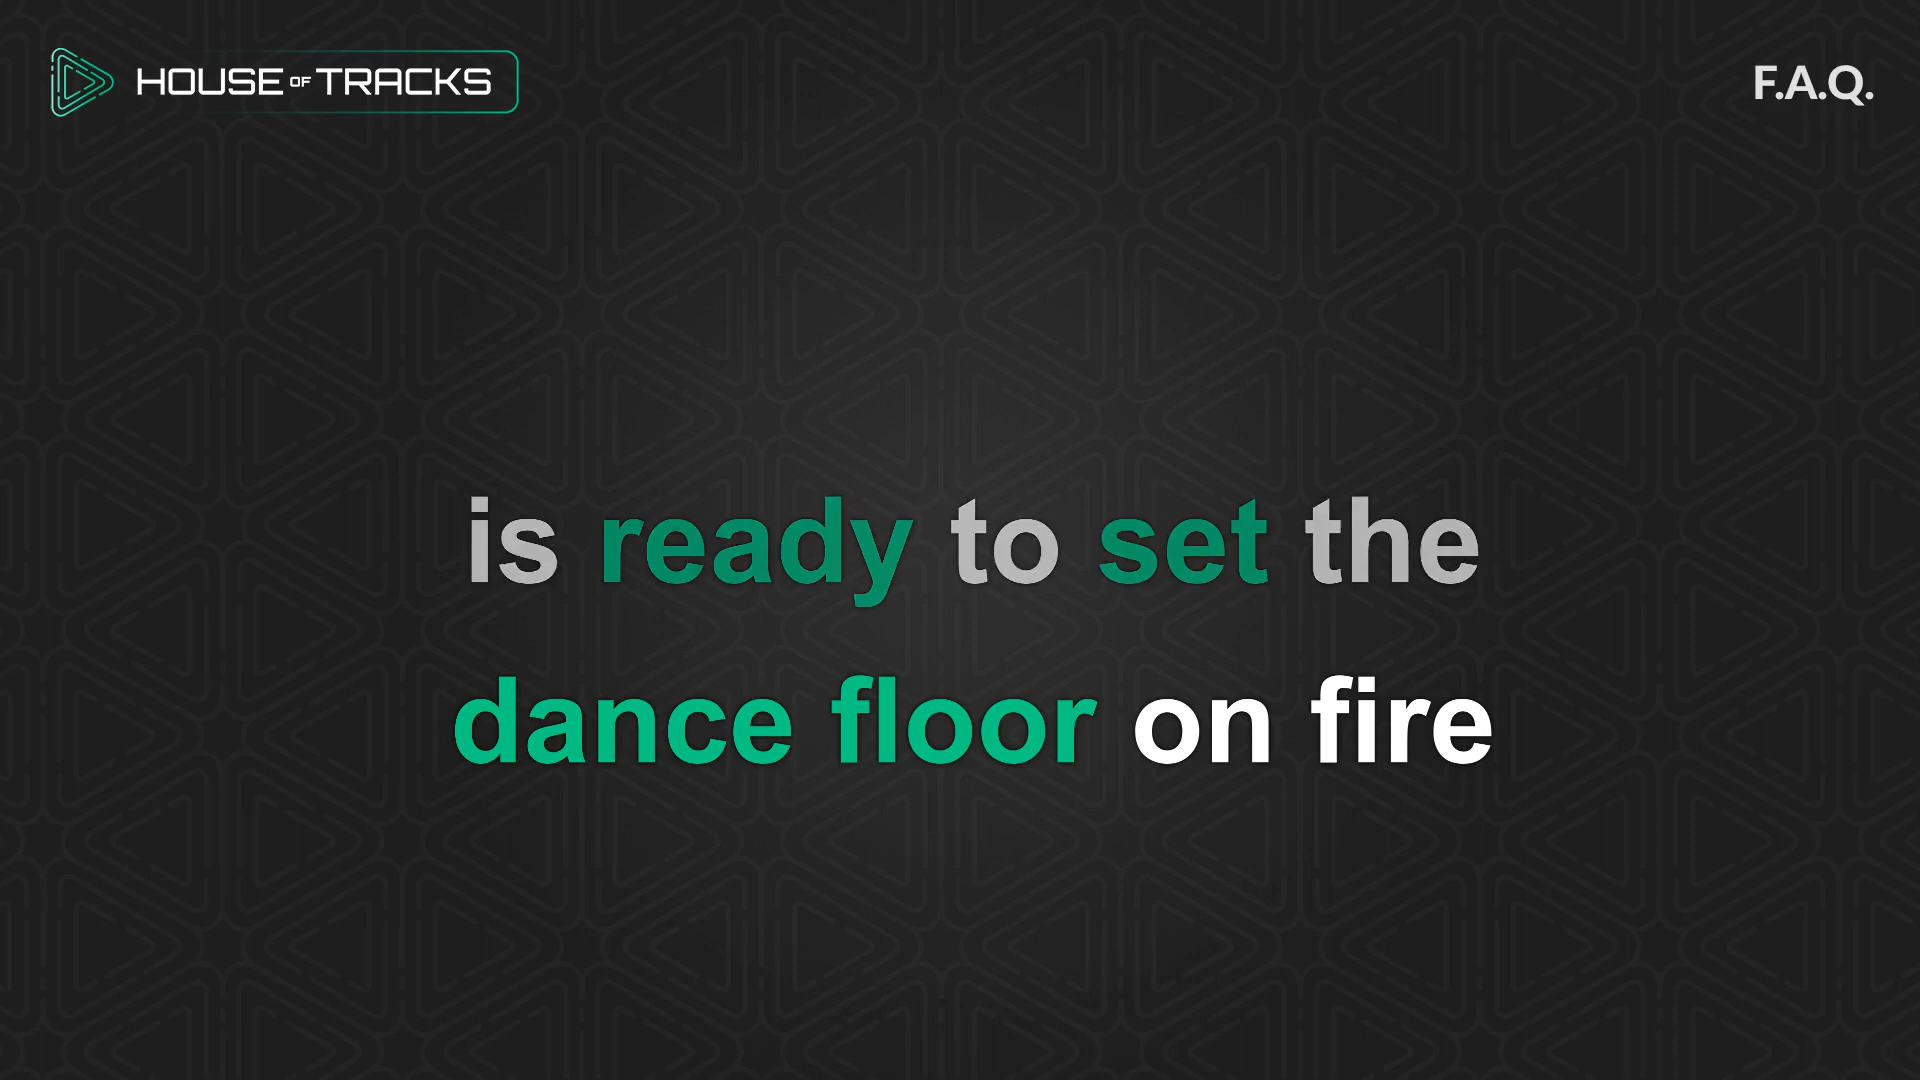 HOUSE OF TRACKS
F.A.Q.
is ready to set the
dance floor on fire